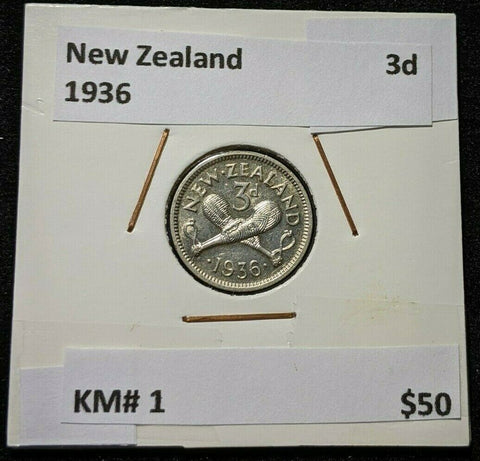 New Zealand 3d
1936
NEW·ZEALAND
3d
·1936·
KM# 1 $50